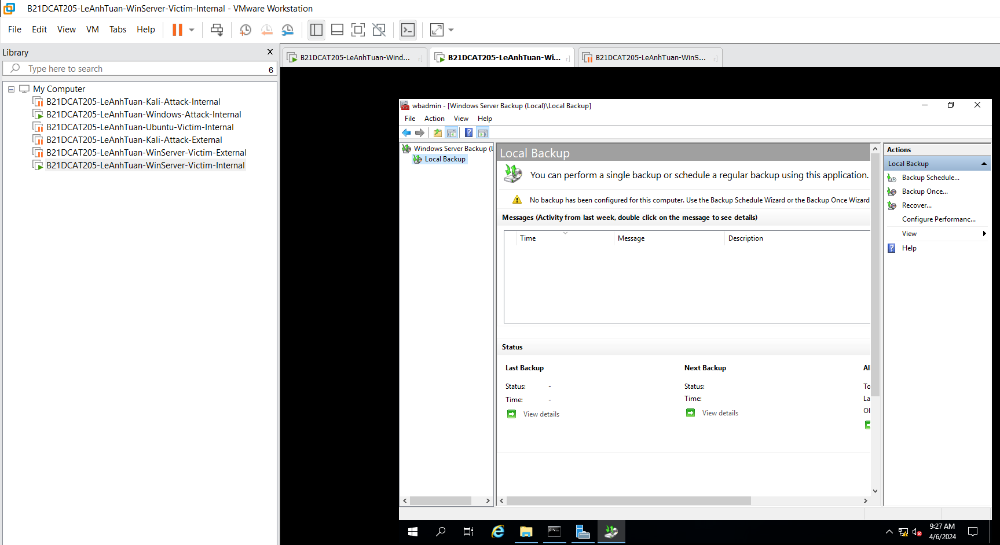 B21DCAT205-LeAnhTuan-WinServer-Victim-Internal - VMware Workstation
File Edit View VM Tabs Help
Library
Type here to search 6
My Computer
B21DCAT205-LeAnhTuan-Kali-Attack-Internal
B21DCAT205-LeAnhTuan-Windows-Attack-Internal
B21DCAT205-LeAnhTuan-Ubuntu-Victim-Internal
B21DCAT205-LeAnhTuan-Kali-Attack-External
B21DCAT205-LeAnhTuan-WinServer-Victim-External
B21DCAT205-LeAnhTuan-WinServer-Victim-Internal
B21DCAT205-LeAnhTuan-Wind... B21DCAT205-LeAnhTuan-Wi... B21DCAT205-LeAnhTuan-WinS...
wbadmin - [Windows Server Backup (Local)\Local Backup]
File Action View Help
Windows Server Backup (L
Local Backup
Local Backup
You can perform a single backup or schedule a regular backup using this application.
No backup has been configured for this computer. Use the Backup Schedule Wizard or the Backup Once Wizard
Messages (Activity from last week, double click on the message to see details)
Time Message Description
Status
Last Backup
Status: -
Time: -
View details
Next Backup
Status:
Time:
View details
Al
To
La
Ol
Actions
Local Backup
Backup Schedule...
Backup Once...
Recover...
Configure Performanc...
View
Help
9:27 AM
4/6/2024